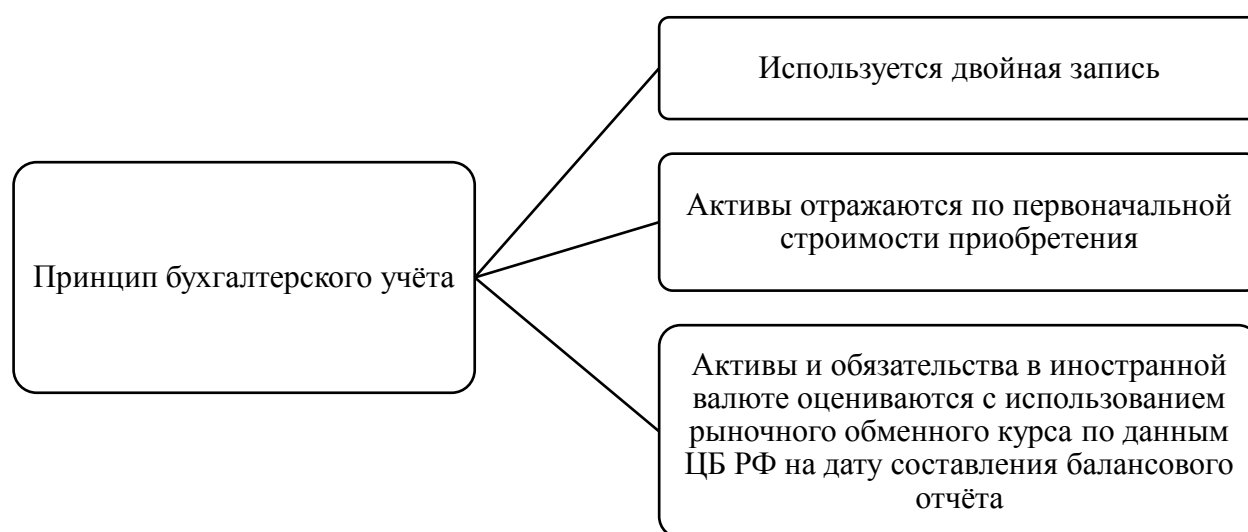 Принцип бухгалтерского учёта
Используется двойная запись
Активы отражаются по первоначальной
строимости приобретения
Активы и обязательства в иностранной
валюте оцениваются с использованием
рыночного обменного курса по данным
ЦБ РФ на дату составления балансового
отчёта